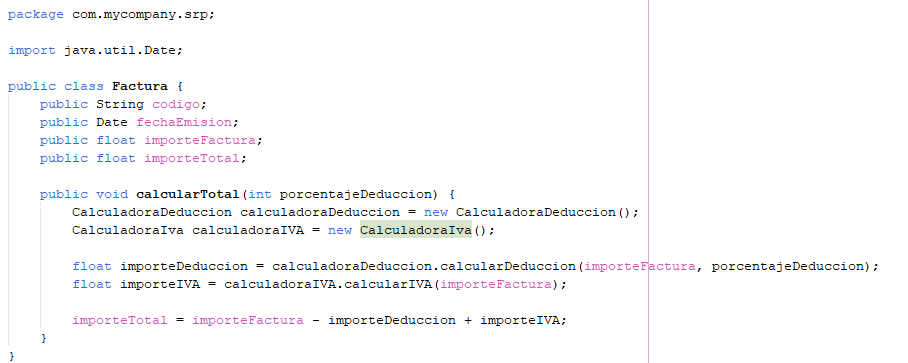 package com.mycompany.srp;
import java.util.Date;
public class Factura {
public String codigo;
public Date fechaEmision;
public float importeFactura;
public float importeTotal;
public void calcularTotal(int porcentajeDeduccion) {
CalculadoraDeduccion calculadoraDeduccion = new CalculadoraDeduccion();
CalculadoraIva calculadoraIVA = new CalculadoraIva();
float importeDeduccion = calculadoraDeduccion.calcularDeduccion(importeFactura, porcentajeDeduccion);
float importeIVA = calculadoraIVA.calcularIVA(importeFactura);
importeTotal = importeFactura - importeDeduccion + importeIVA;
}
}